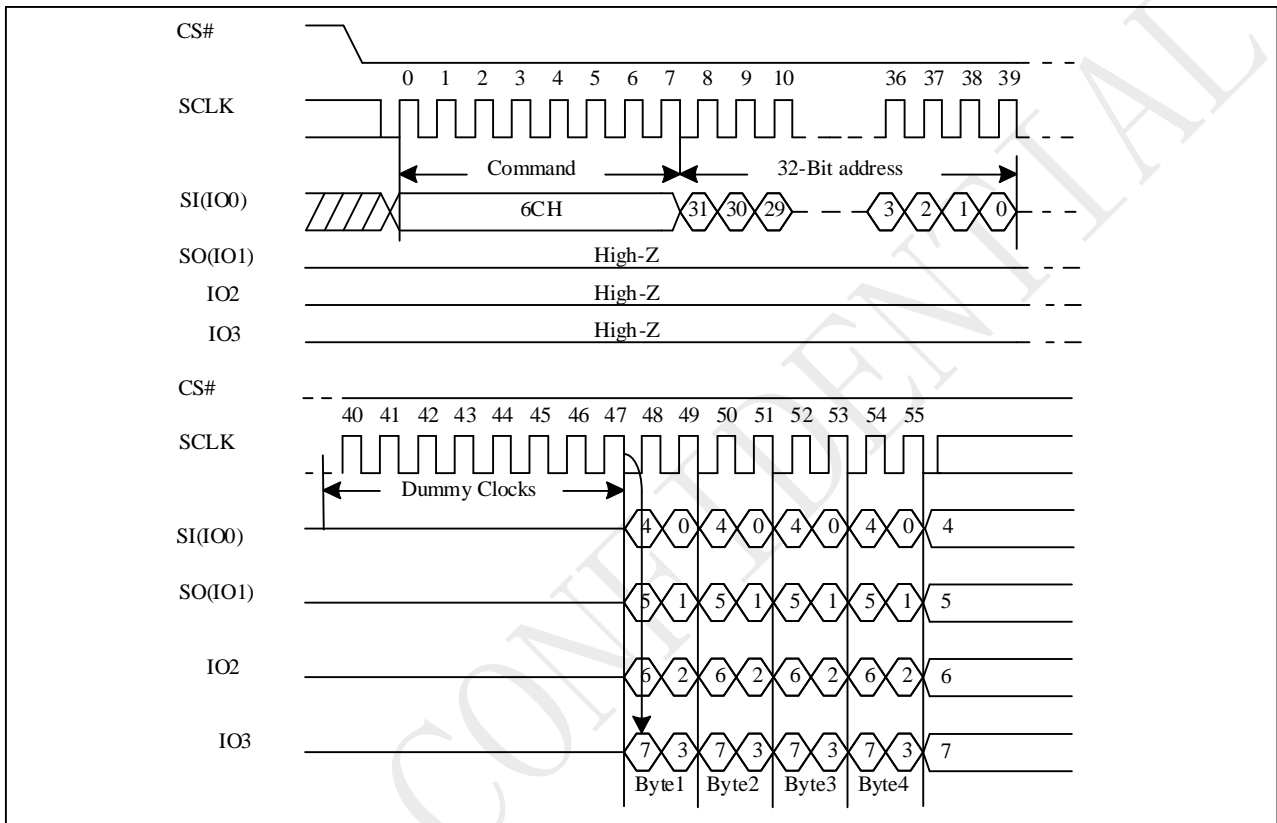 CS#
0 1 2 3 4 5 6 7 8 9 10 36 37 38 39
SCLK
Command 32-Bit address
SI(IO0) 6CH 31 30 29 3 2 1 0
SO(IO1) High-Z
IO2 High-Z
IO3 High-Z
CS#
40 41 42 43 44 45 46 47 48 49 50 51 52 53 54 55
SCLK
Dummy Clocks
SI(IO0) 4 0 4 0 4 0 4 0 4
SO(IO1) 5 1 5 1 5 1 5 1 5
IO2 6 2 6 2 6 2 6 2 6
IO3 7 3 7 3 7 3 7 3 7
Byte1 Byte2 Byte3 Byte4
CONFIDENTIAL